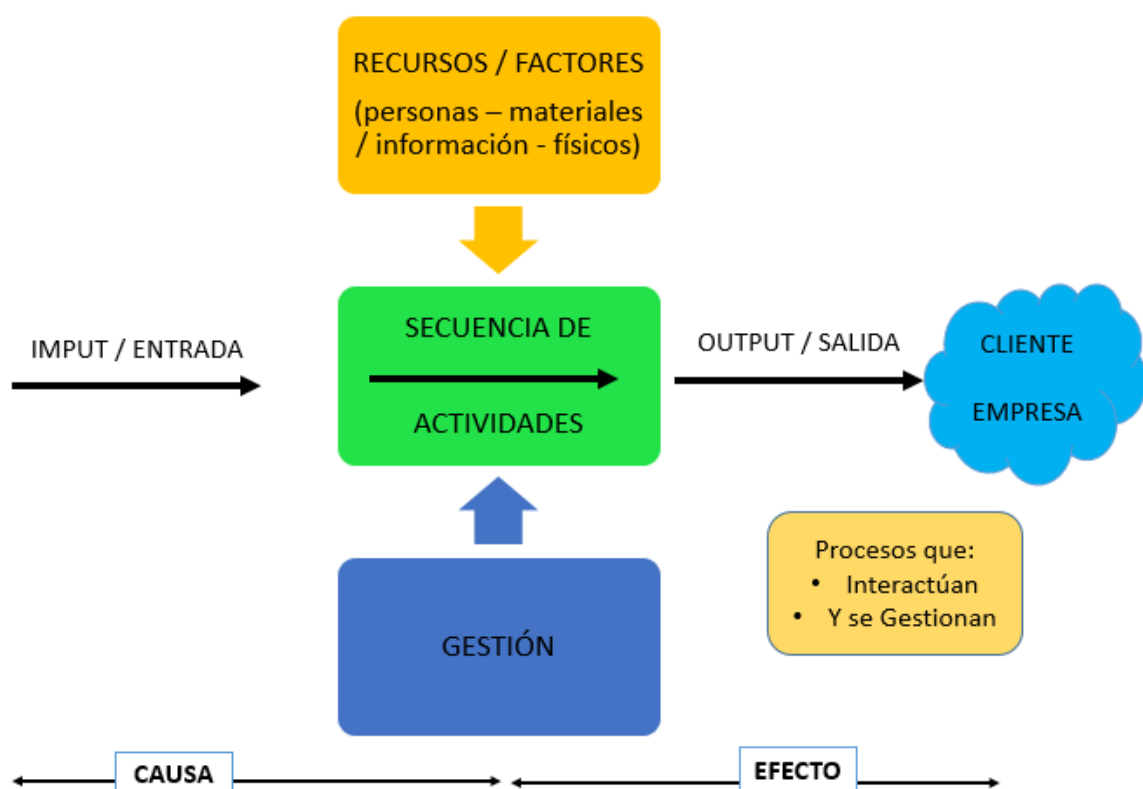 RECURSOS / FACTORES
(personas – materiales
/ información - físicos)
IMPUT / ENTRADA
SECUENCIA DE
ACTIVIDADES
OUTPUT / SALIDA
CLIENTE
EMPRESA
GESTIÓN
Procesos que:
• Interactúan
• Y se Gestionan
CAUSA
EFECTO